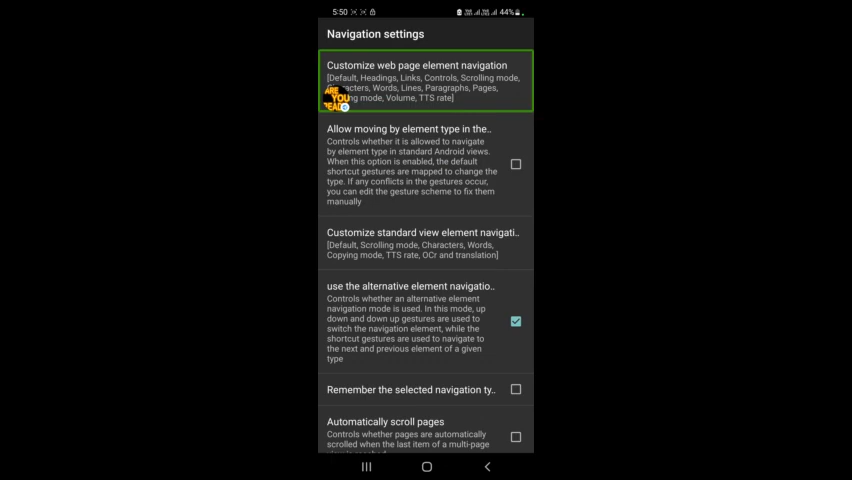 5:50
44%
Navigation settings
Customize web page element navigation
[Default, Headings, Links, Controls, Scrolling mode,
Words, Lines, Paragraphs, Pages,
mode, Volume, TTS rate]
ARE
YOU
Allow moving by element type in the..
Controls whether it is allowed to navigate
by element type in standard Android views.
When this option is enabled, the default
shortcut gestures are mapped to change the
type. If any conflicts in the gestures occur,
you can edit the gesture scheme to fix them
manually
Customize standard view element navigati..
[Default, Scrolling mode, Characters, Words,
Copying mode, TTS rate, OCr and translation]
use the alternative element navigatio..
Controls whether an alternative element
navigation mode is used. In this mode, up
down and down up gestures are used to
switch the navigation element, while the
shortcut gestures are used to navigate to
the next and previous element of a given
type
Remember the selected navigation ty..
Automatically scroll pages
Controls whether pages are automatically
scrolled when the last item of a multi-page